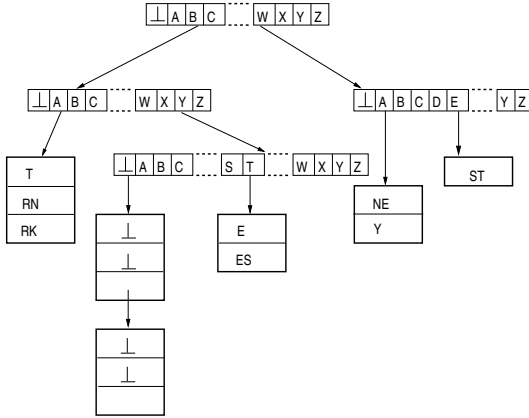 ⊥ A B C W X Y Z
⊥ A B C W X Y Z ⊥ A B C D E Y Z
⊥ A B C S T W X Y Z
T
RN
RK
⊥
⊥
E
ES
NE
Y
ST
⊥
⊥